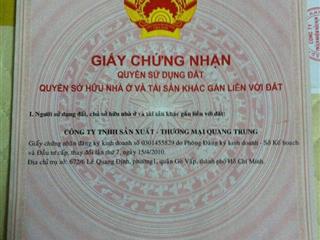 GIẤY CHỨNG NHẬN
QUYỀN SỬ DỤNG ĐẤT
QUYỀN SỞ HỮU NHÀ Ở VÀ TÀI SẢN KHÁC GẮN LIỀN VỚI ĐẤT
I. Người sử dụng đất, chủ sở hữu nhà ở và tài sản khác gắn liền với đất:
CÔNG TY TNHH SẢN XUẤT - THƯƠNG MẠI QUANG TRUNG
Giấy chứng nhận đăng ký kinh doanh số 0301455829 do Phòng Đăng ký kinh doanh - Sở Kế hoạch
và Đầu tư cấp, thay đổi lần thứ 7, ngày 15/4/2010.
Địa chỉ trụ sở: 672/6 Lê Quang Định, phường 1, quận Gò Vấp, thành phố Hồ Chí Minh.